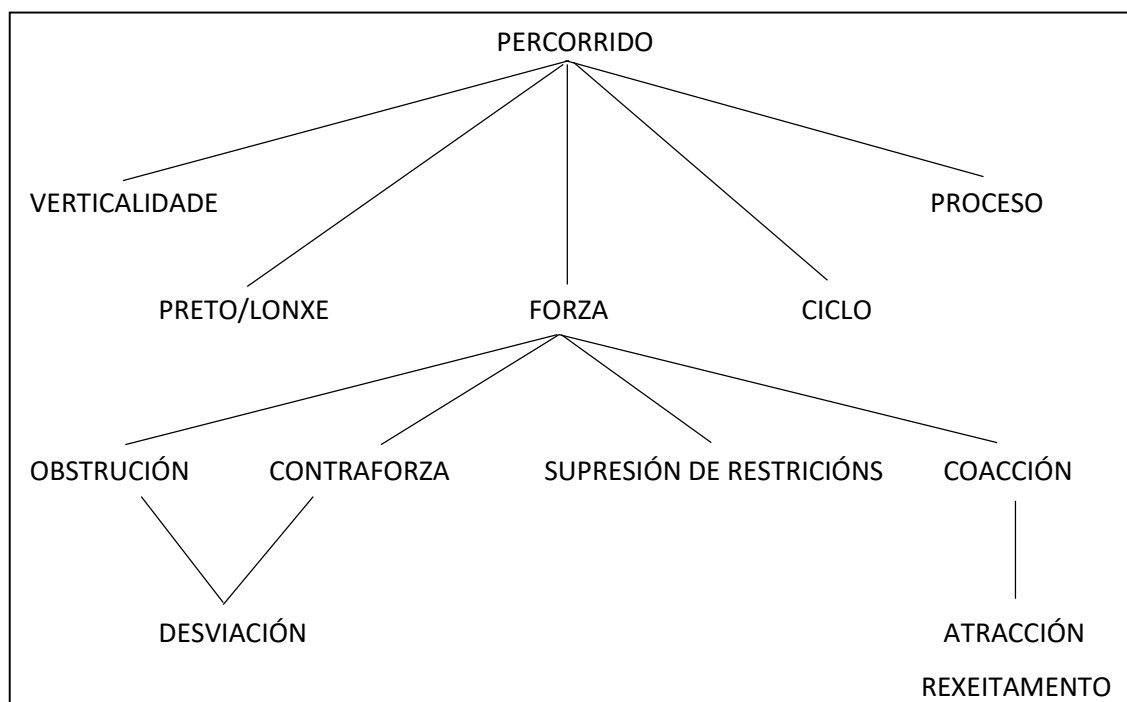 PERCORRIDO
VERTICALIDADE PROCESO
PRETO/LONXE FORZA CICLO
OBSTRUCIÓN CONTRAFORZA SUPRESIÓN DE RESTRICIÓNS COACCIÓN
DESVIACIÓN ATRACCIÓN
REXEITAMENTO